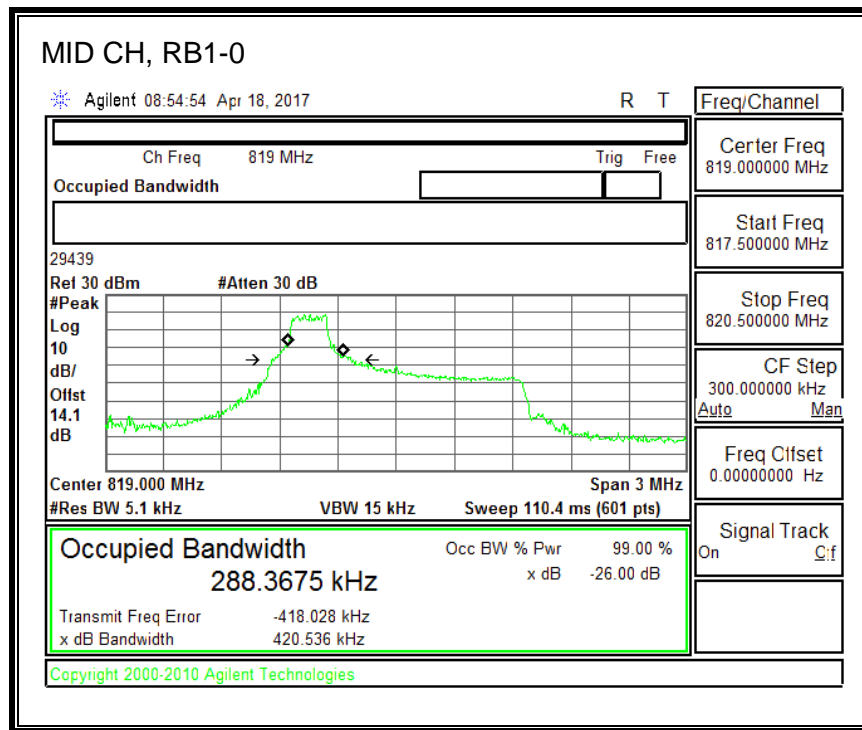 MID CH, RB1-0
Agilent 08:54:54 Apr 18, 2017 R T
Freq/Channel
Ch Freq 819 MHz Trig Free
Occupied Bandwidth
Center Freq
819.000000 MHz
Start Freq
817.500000 MHz
Stop Freq
820.500000 MHz
CF Step
300.000000 kHz
Auto Man
Freq Offset
0.00000000 Hz
Signal Track
On Off
29439
Ref 30 dBm #Atten 30 dB
#Peak
Log
10
dB/
Offst
14.1
dB
Center 819.000 MHz Span 3 MHz
#Res BW 5.1 kHz VBW 15 kHz Sweep 110.4 ms (601 pts)
Occupied Bandwidth Occ BW % Pwr 99.00 %
288.3675 kHz x dB -26.00 dB
Transmit Freq Error -418.028 kHz
x dB Bandwidth 420.536 kHz
Copyright 2000-2010 Agilent Technologies